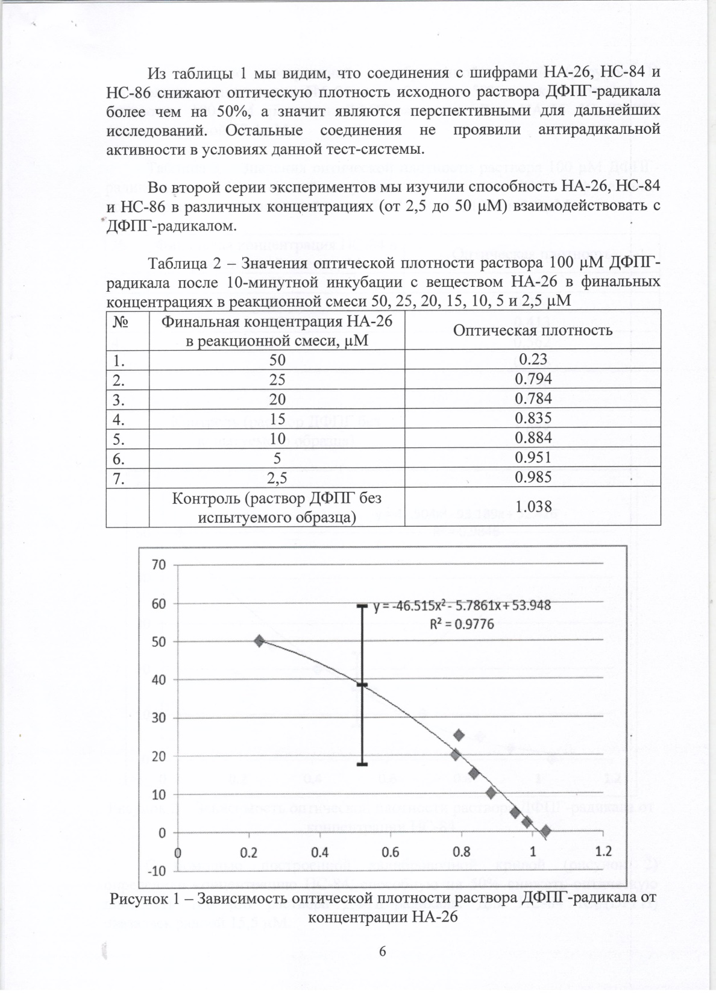 Из таблицы 1 мы видим, что соединения с шифрами НА-26, НС-84 и
НС-86 снижают оптическую плотность исходного раствора ДФПГ-радикала
более чем на 50%, а значит являются перспективными для дальнейших
исследований. Остальные соединения не проявили антирадикальной
активности в условиях данной тест-системы.
Во второй серии экспериментов мы изучили способность НА-26, НС-84
и НС-86 в различных концентрациях (от 2,5 до 50 μМ) взаимодействовать с
ДФПГ-радикалом.
Таблица 2 – Значения оптической плотности раствора 100 μМ ДФПГ-
радикала после 10-минутной инкубации с веществом НА-26 в финальных
концентрациях в реакционной смеси 50, 25, 20, 15, 10, 5 и 2,5 μМ
№ Финальная концентрация НА-26
в реакционной смеси, μМ Оптическая плотность
1. 50 0.23
2. 25 0.794
3. 20 0.784
4. 15 0.835
5. 10 0.884
6. 5 0.951
7. 2,5 0.985
Контроль (раствор ДФПГ без
испытуемого образца) 1.038
70
60
y = -46.515x² - 5.7861x + 53.948
R² = 0.9776
50
40
30
20
10
0
0 0.2 0.4 0.6 0.8 1 1.2
-10
Рисунок 1 – Зависимость оптической плотности раствора ДФПГ-радикала от
концентрации НА-26
6